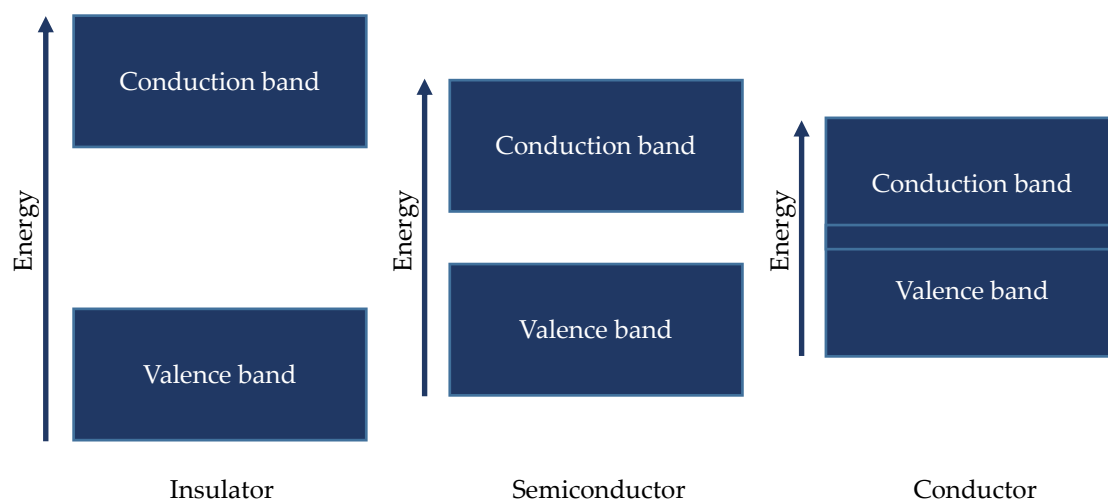 Energy
Conduction band
Valence band
Insulator
Energy
Conduction band
Valence band
Semiconductor
Energy
Conduction band
Valence band
Conductor